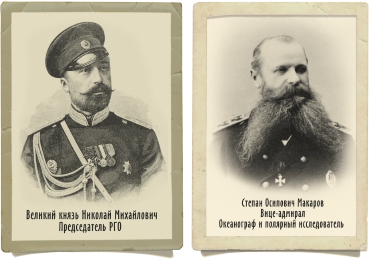 Великий князь Николай Михайлович
Председатель РГО
Степан Осипович Макаров
Вице-адмирал
Океанограф и полярный исследователь